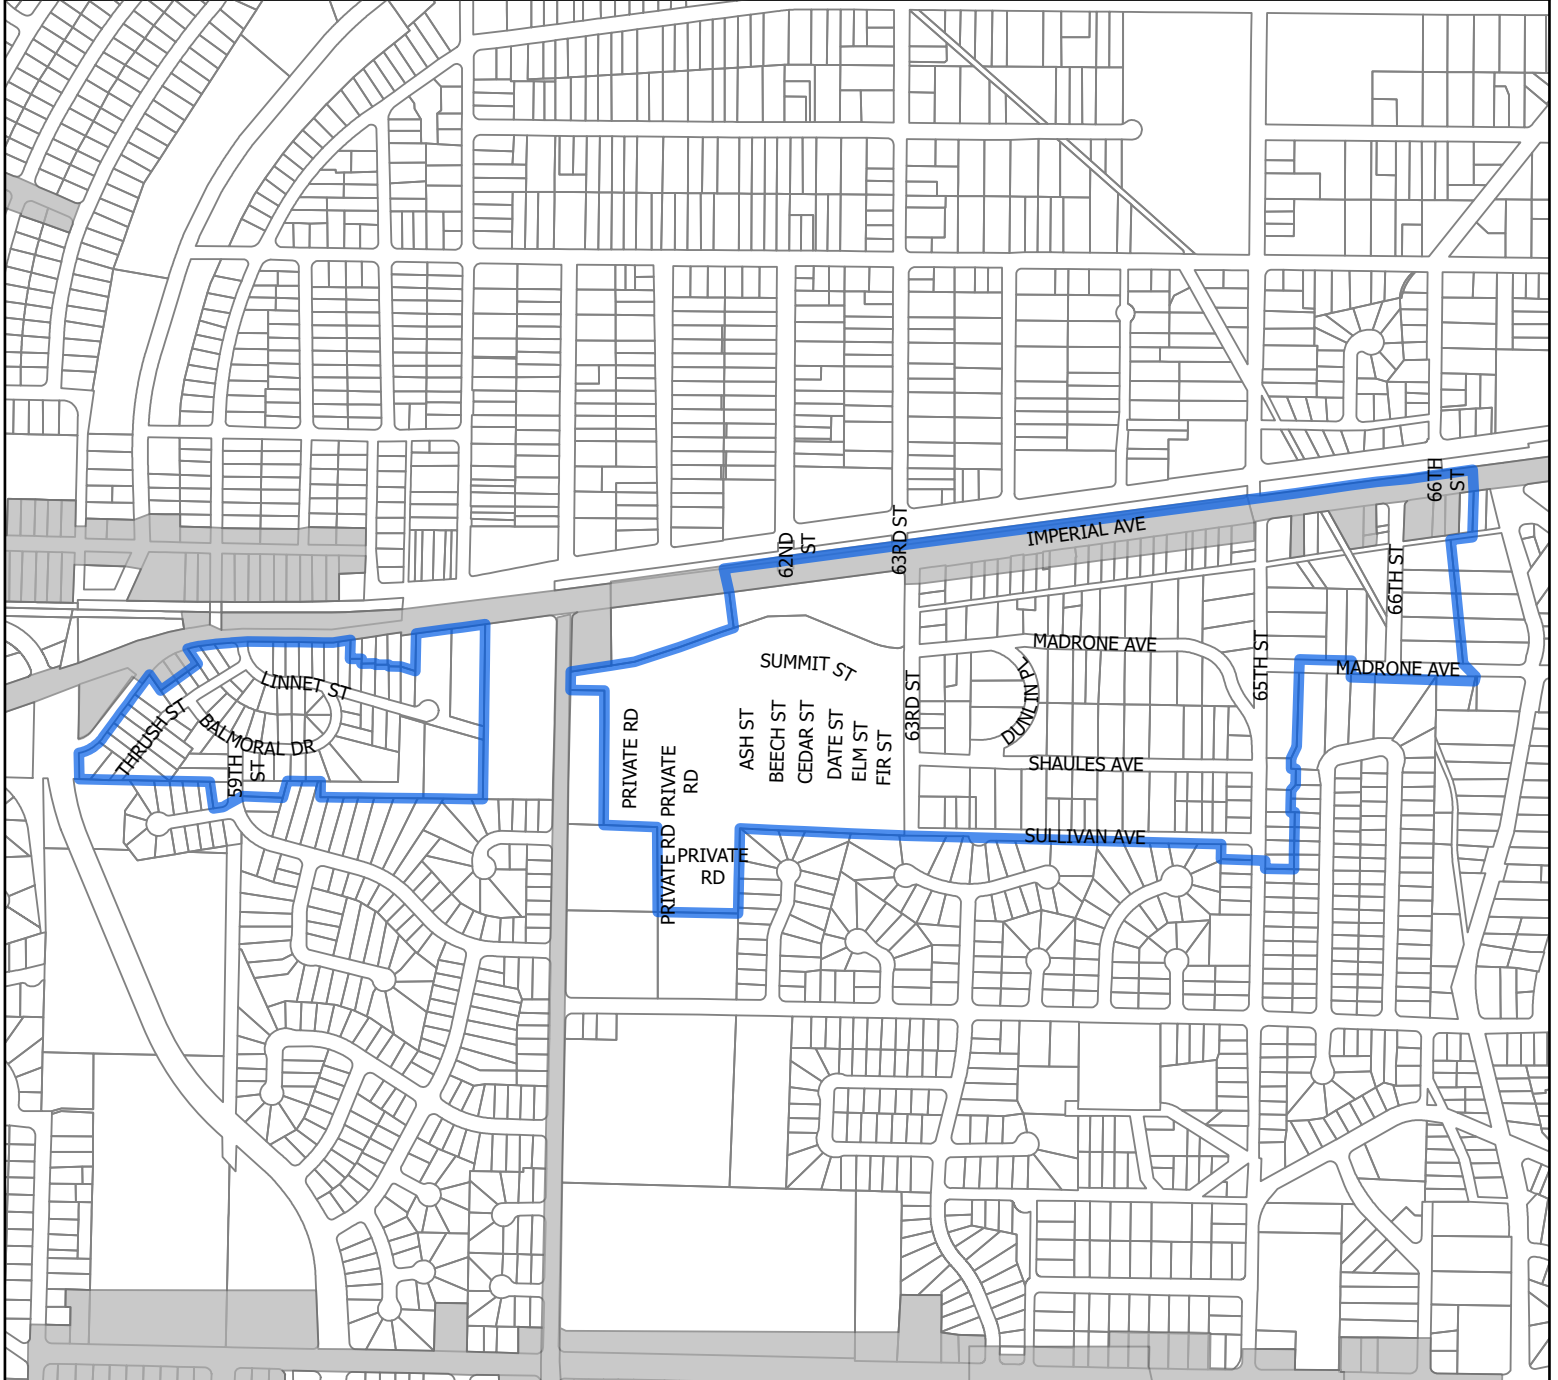 66TH
ST
63RD ST
IMPERIAL AVE
62ND
ST
66TH ST
MADRONE AVE
65TH ST
SUMMIT ST
MADRONE AVE
LINNET ST
DUNLIN PL
63RD ST
THRUSH ST
BALMORAL DR
59TH
ST
PRIVATE RD
PRIVATE
RD
ASH ST
BEECH ST
CEDAR ST
DATE ST
ELM ST
FIR ST
SHAULES AVE
SULLIVAN AVE
PRIVATE RD
PRIVATE
RD